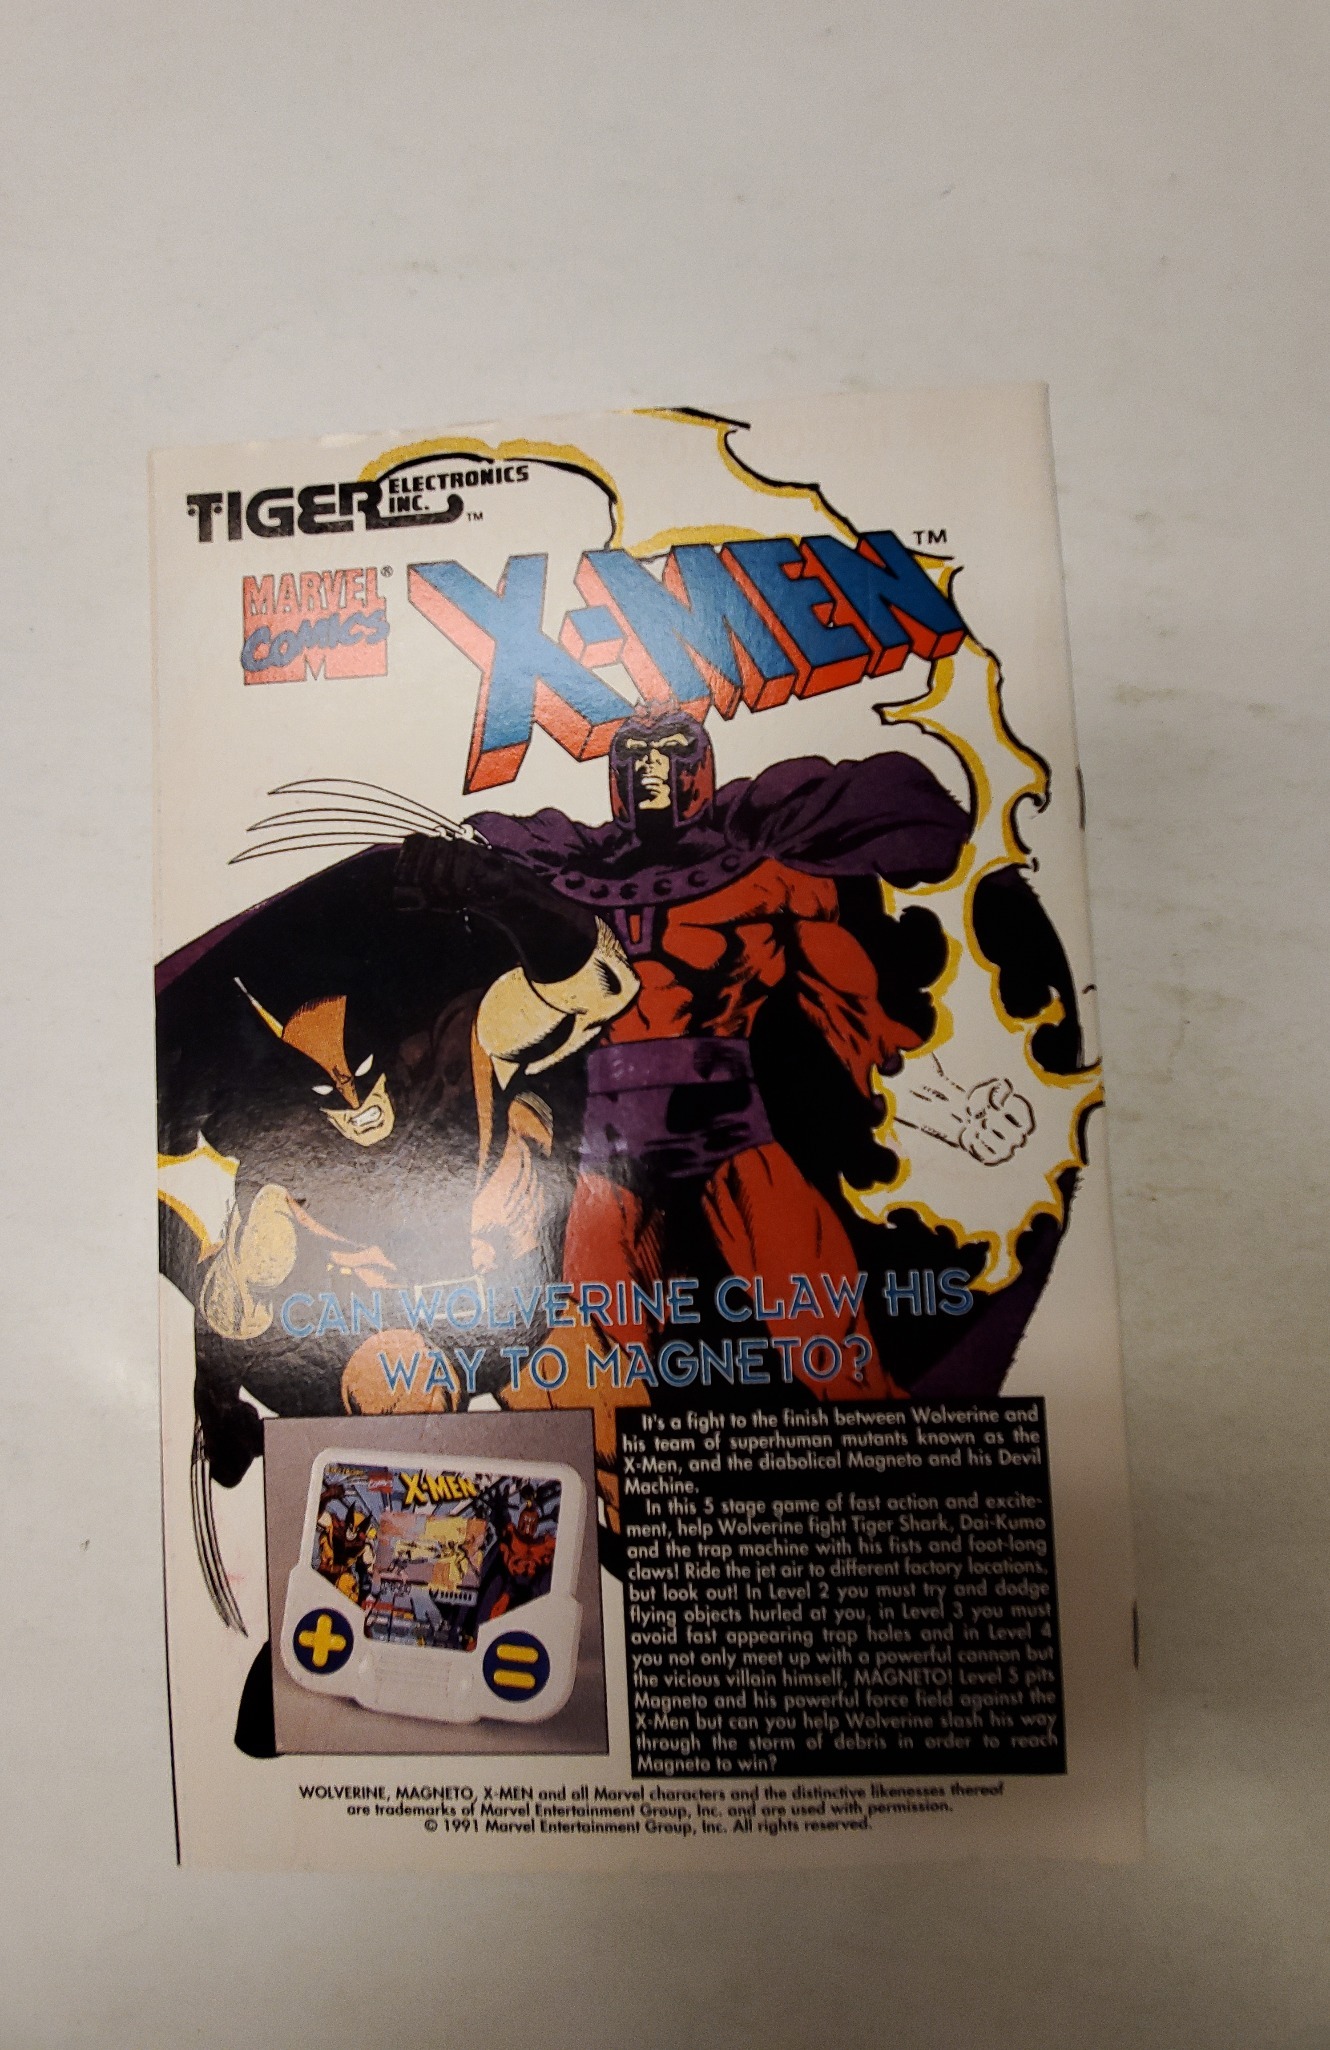 TIGER ELECTRONICS INC.™
MARVEL® COMICS
X-MEN™
CAN WOLVERINE CLAW HIS
WAY TO MAGNETO?
X-MEN
It's a fight to the finish between Wolverine and
his team of superhuman mutants known as the
X-Men, and the diabolical Magneto and his Devil
Machine.
In this 5 stage game of fast action and excite-
ment, help Wolverine fight Tiger Shark, Dai-Kumo
and the trap machine with his fists and foot-long
claws! Ride the jet air to different factory locations,
but look out! In Level 2 you must try and dodge
flying objects hurled at you, in Level 3 you must
avoid fast appearing trap holes and in Level 4
you not only meet up with a powerful cannon but
the vicious villain himself, MAGNETO! Level 5 pits
Magneto and his powerful force field against the
X-Men but can you help Wolverine slash his way
through the storm of debris in order to reach
Magneto to win?
WOLVERINE, MAGNETO, X-MEN and all Marvel characters and the distinctive likenesses thereof
are trademarks of Marvel Entertainment Group, Inc. and are used with permission.
© 1991 Marvel Entertainment Group, Inc. All rights reserved.